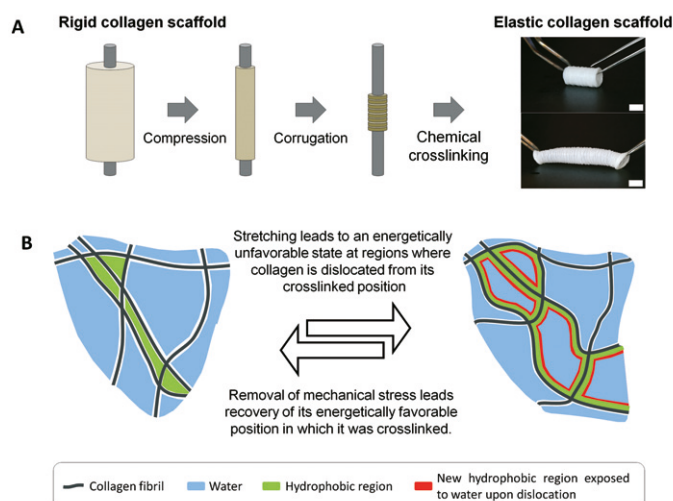 A
Rigid collagen scaffold
Elastic collagen scaffold
Compression
Corrugation
Chemical
crosslinking
B
Stretching leads to an energetically
unfavorable state at regions where
collagen is dislocated from its
crosslinked position
Removal of mechanical stress leads
recovery of its energetically favorable
position in which it was crosslinked.
Collagen fibril
Water
Hydrophobic region
New hydrophobic region exposed
to water upon dislocation